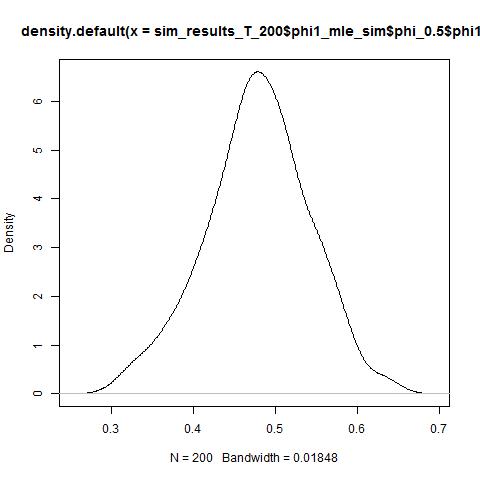 density.default(x = sim_results_T_200$phi1_mle_sim$phi_0.5$phi1
Density
6
5
4
3
2
1
0
0.3 0.4 0.5 0.6 0.7
N = 200 Bandwidth = 0.01848